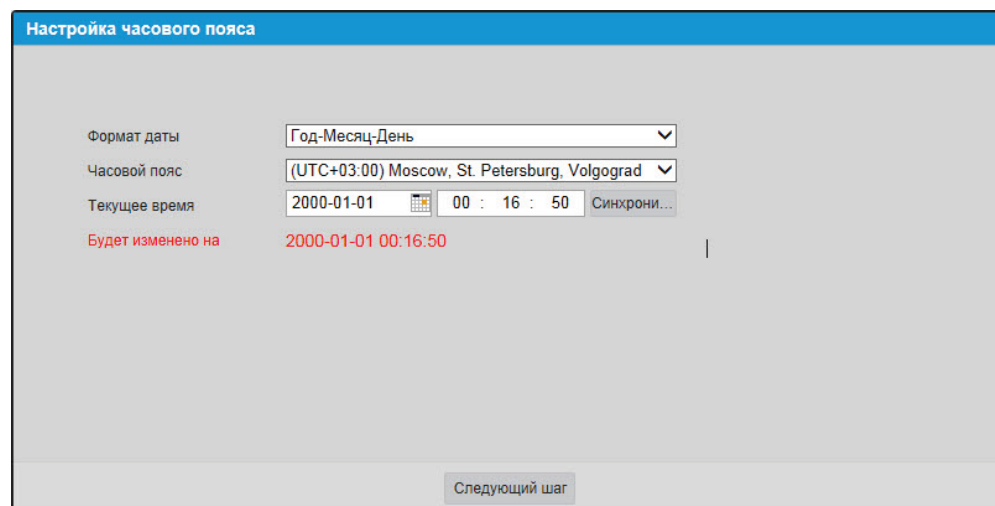 Настройка часового пояса
Формат даты Год-Месяц-День
Часовой пояс (UTC+03:00) Moscow, St. Petersburg, Volgograd
Текущее время 2000-01-01 00 : 16 : 50 Синхрони...
Будет изменено на 2000-01-01 00:16:50
Следующий шаг